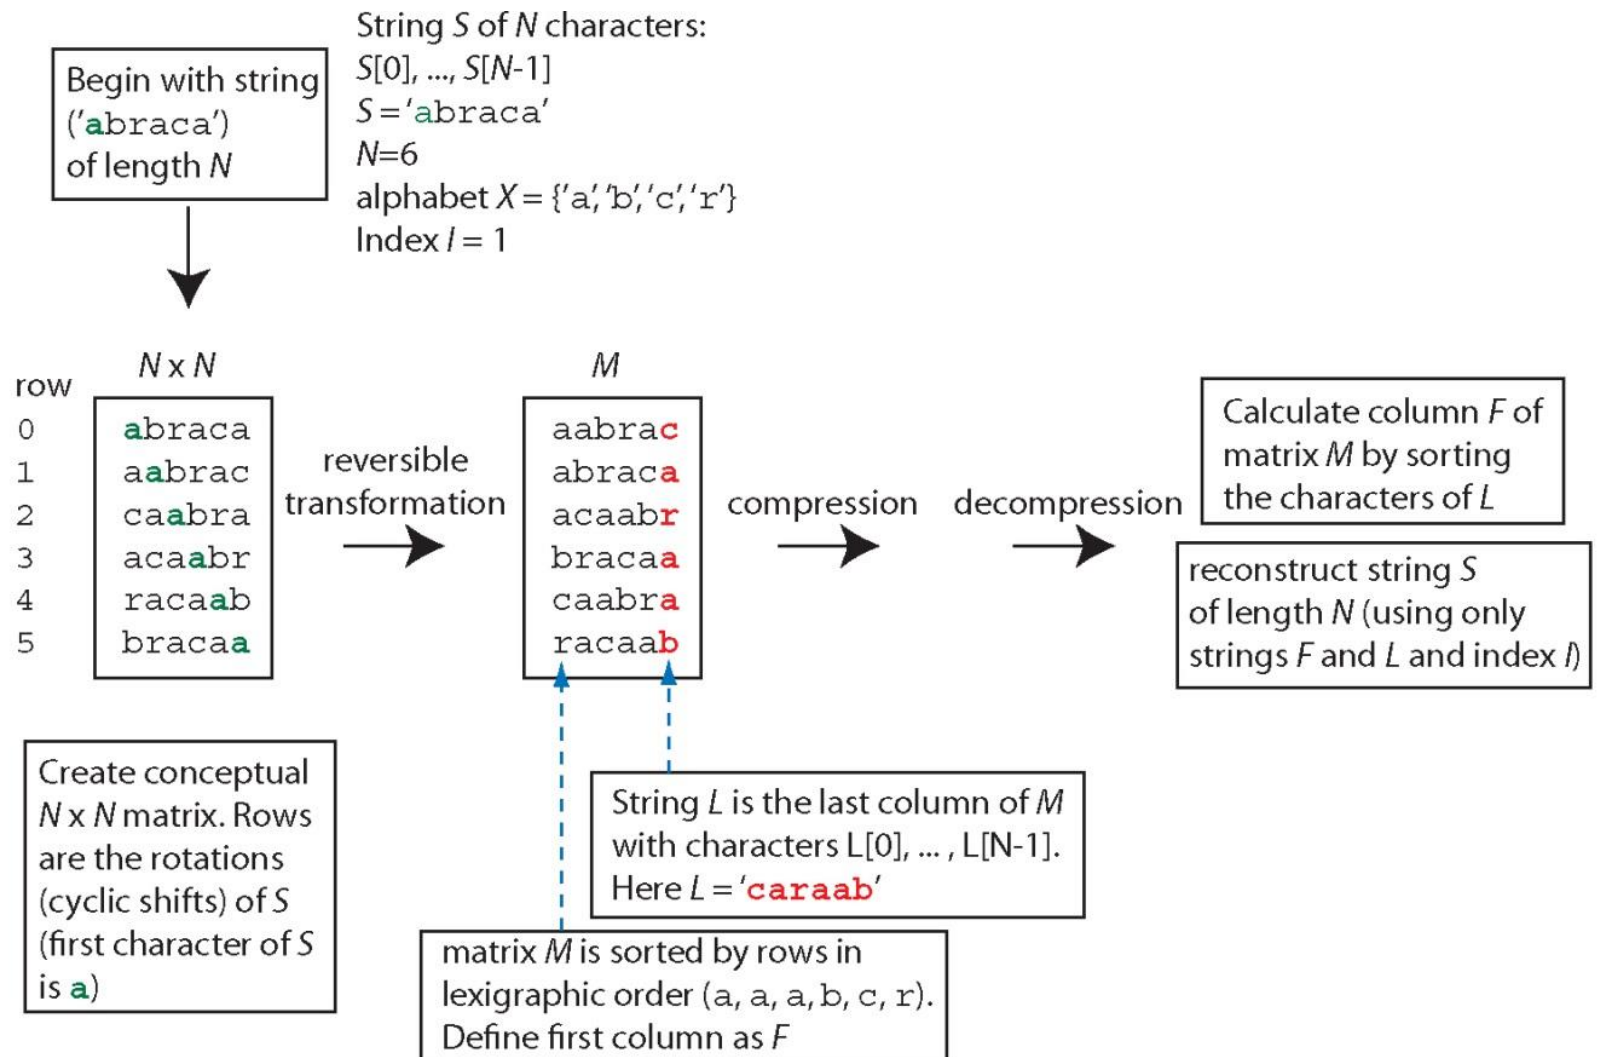 String S of N characters:
S[0], ..., S[N-1]
S = 'abraca'
N=6
alphabet X = {'a', 'b', 'c', 'r'}
Index I = 1
Begin with string
('abraca')
of length N
row
N x N
M
0
1
2
3
4
5
abraca
aabrac
caabra
acaabr
racaab
bracaa
reversible
transformation
aabrac
abraca
acaabr
bracaa
caabra
racaab
compression
decompression
Calculate column F of
matrix M by sorting
the characters of L
reconstruct string S
of length N (using only
strings F and L and index I)
Create conceptual
N x N matrix. Rows
are the rotations
(cyclic shifts) of S
(first character of S
is a)
String L is the last column of M
with characters L[0], ... , L[N-1].
Here L = 'caraab'
matrix M is sorted by rows in
lexigraphic order (a, a, a, b, c, r).
Define first column as F